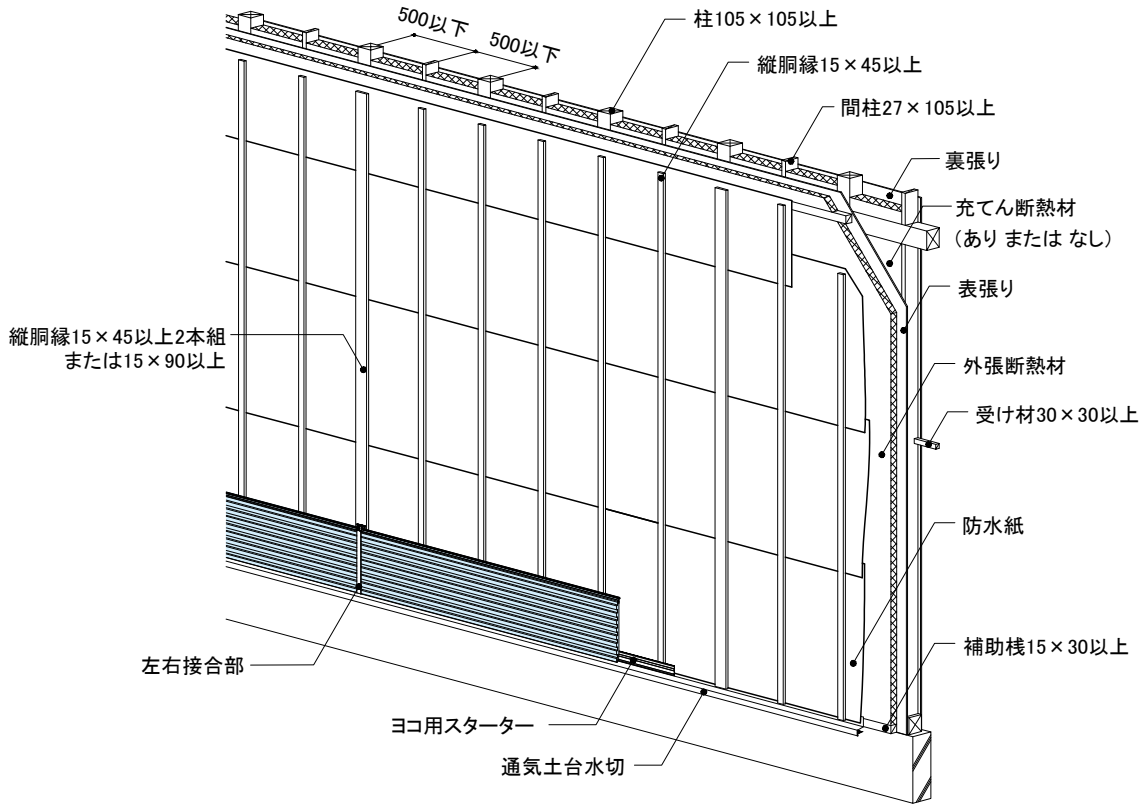 500以下
500以下
柱105×105以上
縦胴縁15×45以上
間柱27×105以上
裏張り
充てん断熱材
（あり または なし）
表張り
縦胴縁15×45以上2本組
または15×90以上
外張断熱材
受け材30×30以上
防水紙
補助桟15×30以上
左右接合部
ヨコ用スターター
通気土台水切